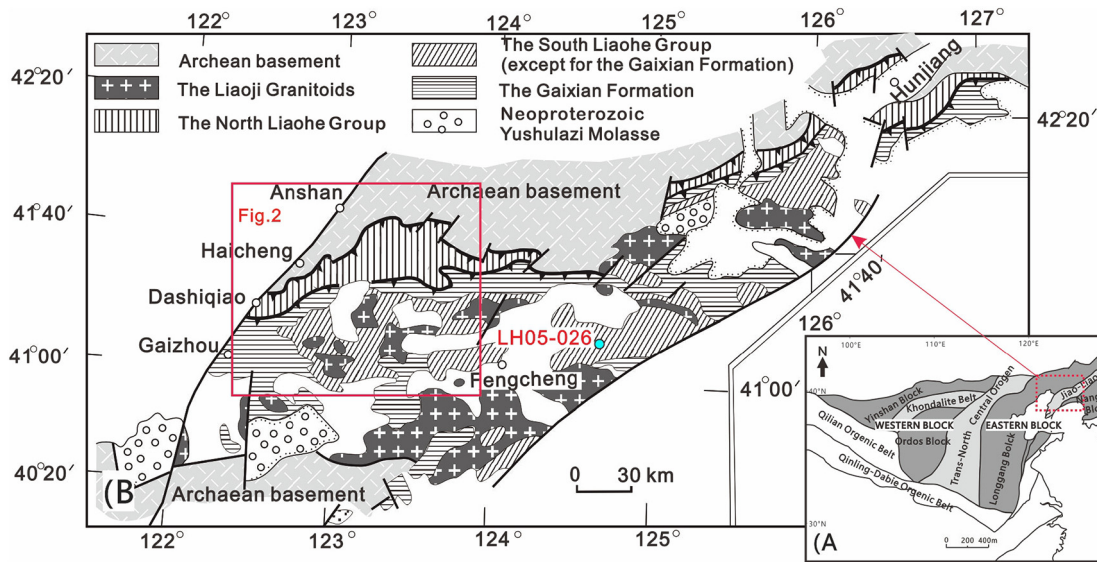 122° 123° 124° 125° 126° 127°
42°20′
41°40′
41°00′
40°20′
Archean basement
The Liaoji Granitoids
The North Liaohe Group
The South Liaohe Group
(except for the Gaixian Formation)
The Gaixian Formation
Neoproterozoic
Yushulazi Molasse
Hunjiang
42°20′
Anshan
Archaean basement
Fig.2
Haicheng
Dashiqiao
Gaizhou
LH05-026
Fengcheng
41°40′
126°
41°00′
0 30 km
Archaean basement
(B)
122° 123° 124° 125°
100°E 110°E 120°E
N
40°N
30°N
Yinshan Block
Khondalite Belt
Central Orogen
Trans-North
WESTERN BLOCK
EASTERN BLOCK
Ordos Block
Longgang Bolck
Qilian Orogenic Belt
Qinling-Dabie Orogenic Belt
0 200 400m
(A